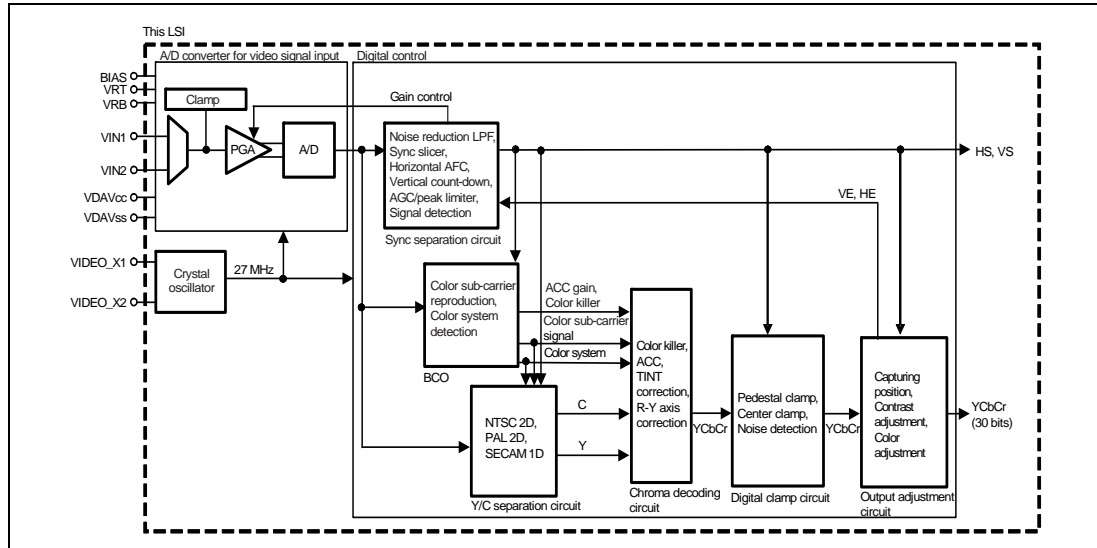 This LSI
A/D converter for video signal input
Digital control
BIAS
VRT
VRB
VIN1
VIN2
VDAVcc
VDAVss
Clamp
PGA
A/D
Gain control
Noise reduction LPF,
Sync slicer,
Horizontal AFC,
Vertical count-down,
AGC/peak limiter,
Signal detection
Sync separation circuit
HS, VS
VE, HE
VIDEO_X1
VIDEO_X2
Crystal
oscillator
27 MHz
Color sub-carrier
reproduction,
Color system
detection
BCO
ACC gain,
Color killer
Color sub-carrier
signal
Color system
NTSC 2D,
PAL 2D,
SECAM 1D
Y/C separation circuit
C
Y
Color killer,
ACC,
TINT
correction,
R-Y axis
correction
Chroma decoding
circuit
YCbCr
Pedestal clamp,
Center clamp,
Noise detection
Digital clamp circuit
YCbCr
Capturing
position,
Contrast
adjustment,
Color
adjustment
Output adjustment
circuit
YCbCr
(30 bits)